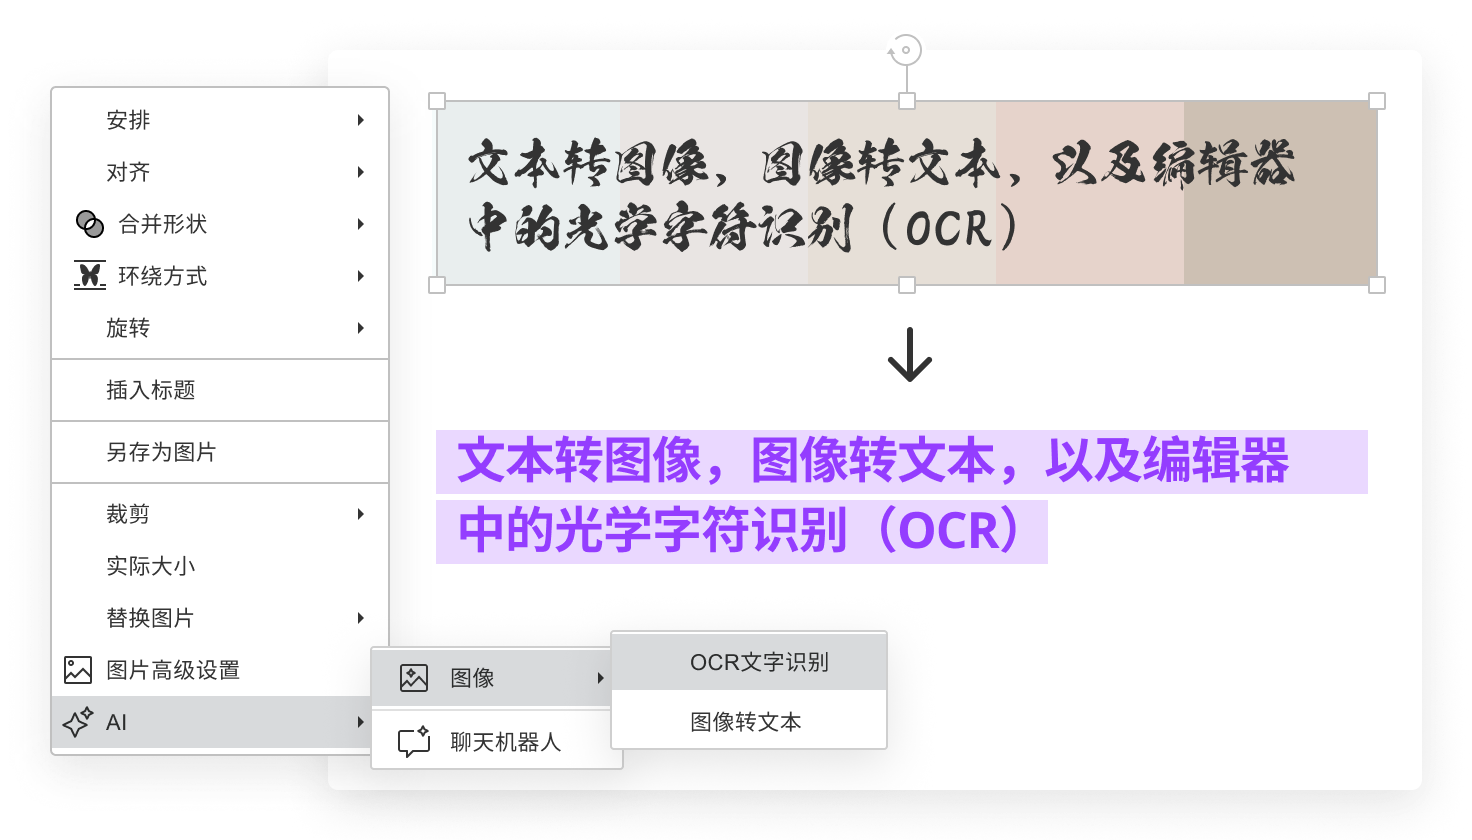 安排
对齐
合并形状
环绕方式
旋转
插入标题
另存为图片
裁剪
实际大小
替换图片
图片高级设置
AI
图像
聊天机器人
OCR文字识别
图像转文本
文本转图像，图像转文本，以及编辑器
中的光学字符识别（OCR）
文本转图像，图像转文本，以及编辑器
中的光学字符识别（OCR）